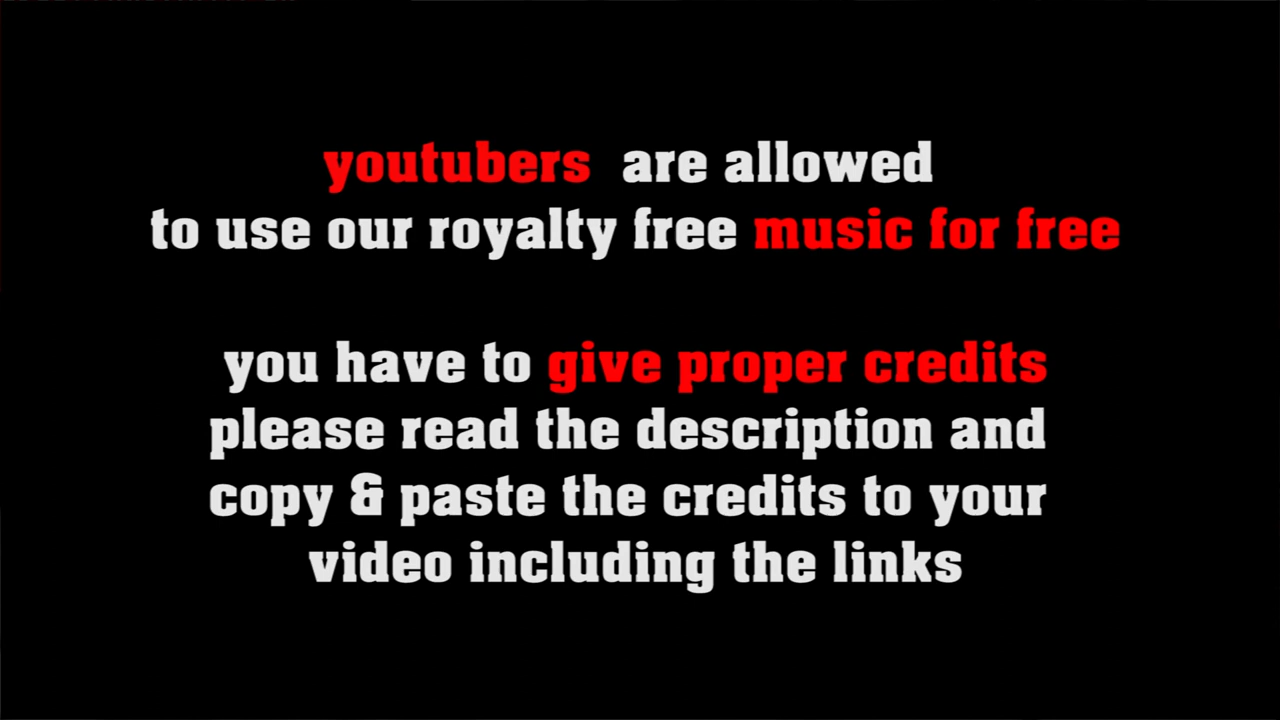 youtubers are allowed
to use our royalty free music for free
you have to give proper credits
please read the description and
copy & paste the credits to your
video including the links